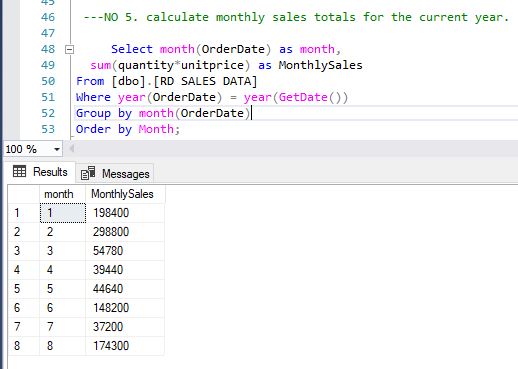 45
46 ---NO 5. calculate monthly sales totals for the current year.
47
48 Select month(OrderDate) as month,
49 sum(quantity*unitprice) as MonthlySales
50 From [dbo].[RD SALES DATA]
51 Where year(OrderDate) = year(GetDate())
52 Group by month(OrderDate)
53 Order by Month;
100 %
Results Messages
month MonthlySales
1 1 198400
2 2 298800
3 3 54780
4 4 39440
5 5 44640
6 6 148200
7 7 37200
8 8 174300